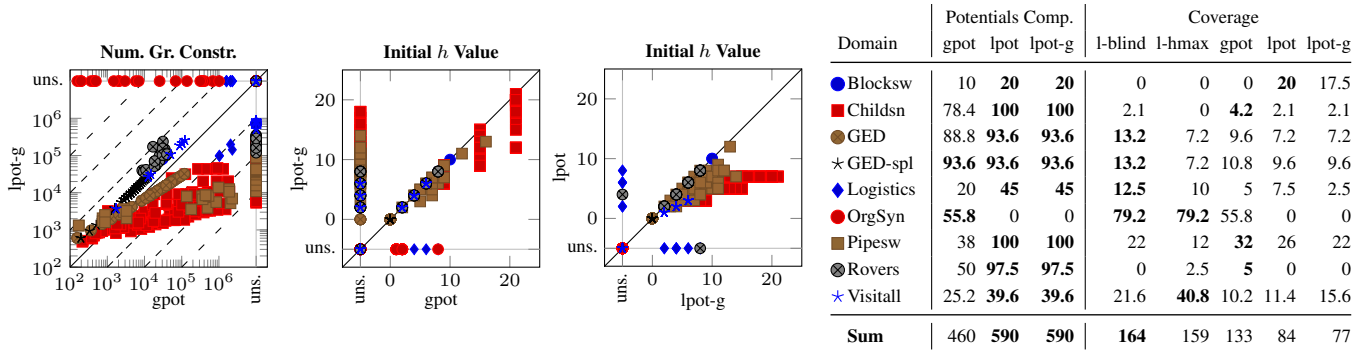 Num. Gr. Constr.
uns.
10^6
10^5
10^4
10^3
10^2
lpot-g
10^2 10^3 10^4 10^5 10^6 uns.
gpot
Initial h Value
20
10
0
uns.
lpot-g
uns. 0 10 20
gpot
Initial h Value
20
10
0
uns.
lpot
uns. 0 10 20
lpot-g
Potentials Comp. Coverage
Domain gpot lpot lpot-g l-blind l-hmax gpot lpot lpot-g
Blocksw 10 20 20 0 0 0 20 17.5
Childsn 78.4 100 100 2.1 0 4.2 2.1 2.1
GED 88.8 93.6 93.6 13.2 7.2 9.6 7.2 7.2
GED-spl 93.6 93.6 93.6 13.2 7.2 10.8 9.6 9.6
Logistics 20 45 45 12.5 10 5 7.5 2.5
OrgSyn 55.8 0 0 79.2 79.2 55.8 0 0
Pipesw 38 100 100 22 12 32 26 22
Rovers 50 97.5 97.5 0 2.5 5 0 0
Visitall 25.2 39.6 39.6 21.6 40.8 10.2 11.4 15.6
Sum 460 590 590 164 159 133 84 77